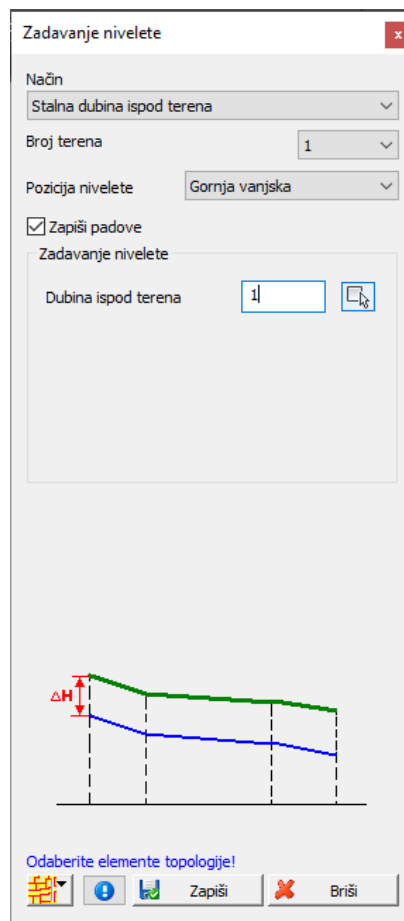 Zadavanje nivelete
x
Način
Stalna dubina ispod terena
Broj terena 1
Pozicija nivelete Gornja vanjska
Zapiši padove
Zadavanje nivelete
Dubina ispod terena 1
△H
Odaberite elemente topologije!
Zapiši Briši